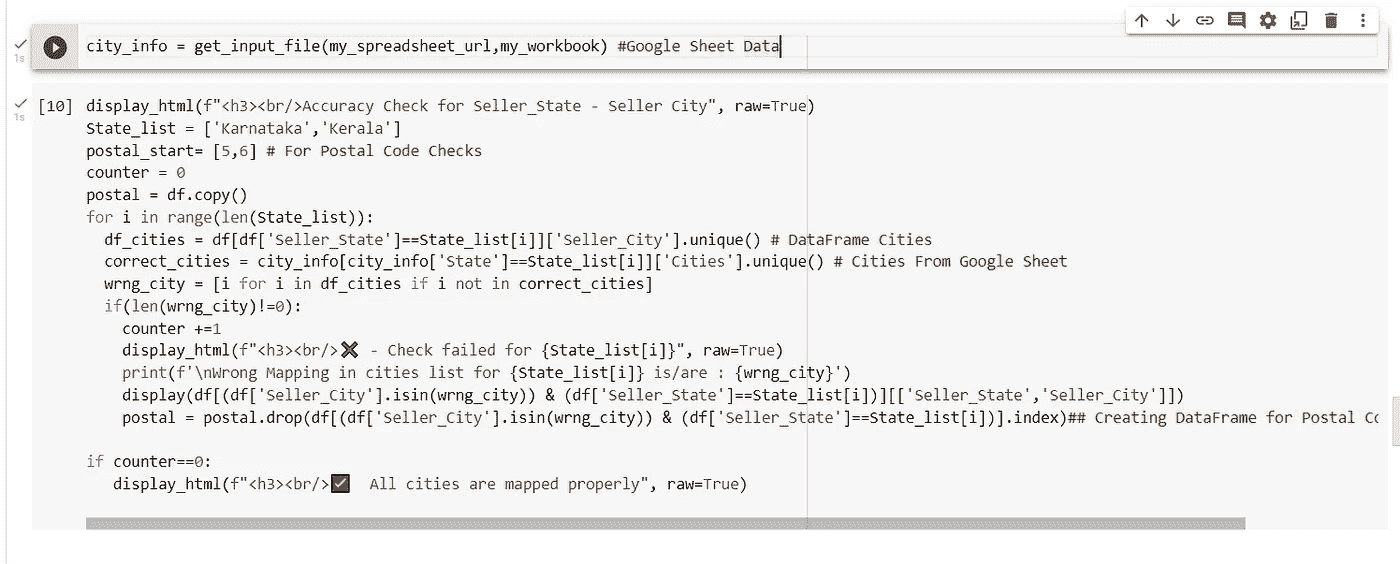 1s
city_info = get_input_file(my_spreadsheet_url,my_workbook) #Google Sheet Data
1s
[10] display_html(f"<h3><br/>Accuracy Check for Seller_State - Seller City", raw=True)
State_list = ['Karnataka','Kerala']
postal_start= [5,6] # For Postal Code Checks
counter = 0
postal = df.copy()
for i in range(len(State_list)):
  df_cities = df[df['Seller_State']==State_list[i]]['Seller_City'].unique() # DataFrame Cities
  correct_cities = city_info[city_info['State']==State_list[i]]['Cities'].unique() # Cities From Google Sheet
  wrng_city = [i for i in df_cities if i not in correct_cities]
  if(len(wrng_city)!=0):
    counter +=1
    display_html(f"<h3><br/>✖ - Check failed for {State_list[i]}", raw=True)
    print(f'\nWrong Mapping in cities list for {State_list[i]} is/are : {wrng_city}')
    display(df[(df['Seller_City'].isin(wrng_city)) & (df['Seller_State']==State_list[i])][['Seller_State','Seller_City']])
    postal = postal.drop(df[(df['Seller_City'].isin(wrng_city)) & (df['Seller_State']==State_list[i])].index)## Creating DataFrame for Postal
if counter==0:
   display_html(f"<h3><br/>☑ All cities are mapped properly", raw=True)